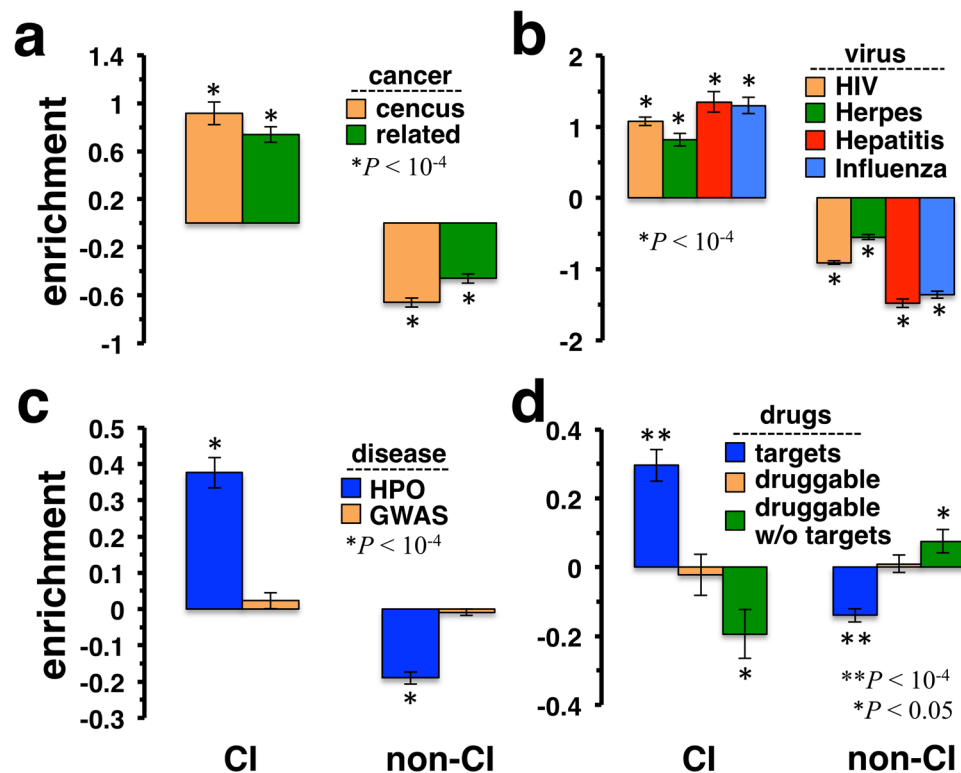 a
enrichment
1.4
1
0.6
0.2
-0.2
-0.6
-1
*
*
*
*
cancer
cencus
related
*P < 10-4
b
2
1
0
-1
-2
*
*
*
*
*
*
*
*
virus
HIV
Herpes
Hepatitis
Influenza
*P < 10-4
c
enrichment
0.5
0.4
0.3
0.2
0.1
0
-0.1
-0.2
-0.3
*
*
disease
HPO
GWAS
*P < 10-4
CI
non-CI
d
0.4
0.2
0
-0.2
-0.4
**
*
**
*
drugs
targets
druggable
druggable
w/o targets
**P < 10-4
*P < 0.05
CI
non-CI